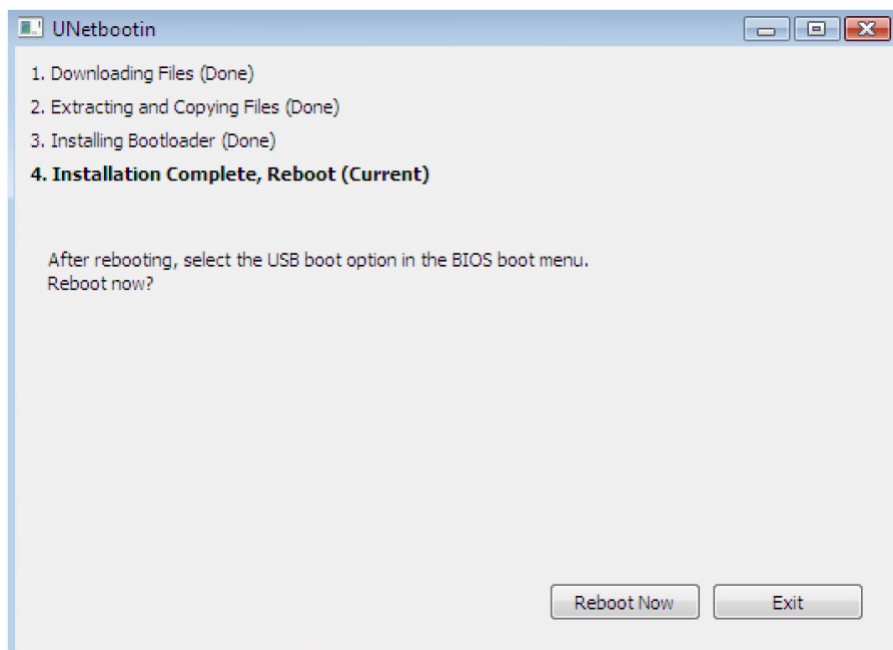 UNetbootin
1. Downloading Files (Done)
2. Extracting and Copying Files (Done)
3. Installing Bootloader (Done)
4. Installation Complete, Reboot (Current)
After rebooting, select the USB boot option in the BIOS boot menu.
Reboot now?
Reboot Now
Exit